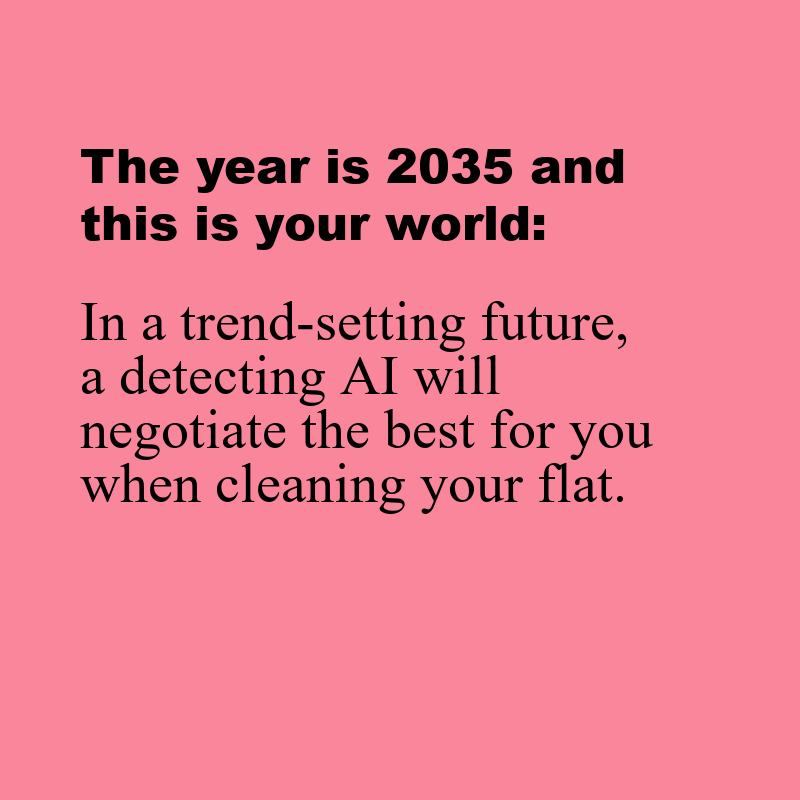 The year is 2035 and
this is your world:
In a trend-setting future,
a detecting AI will
negotiate the best for you
when cleaning your flat.